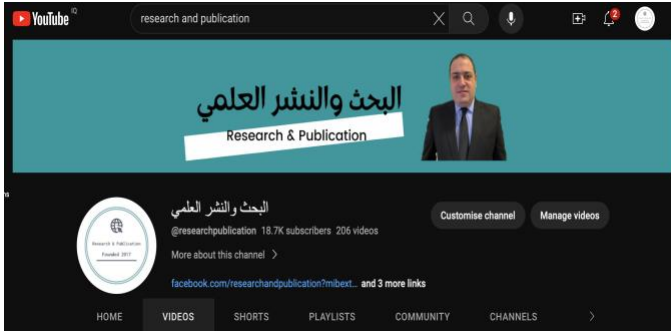 YouTube IQ
research and publication
2
البحث والنشر العلمي
Research & Publication
البحث والنشر العلمي
@researchpublication 18.7K subscribers 206 videos
Customise channel
Manage videos
Research & Publication
Founded 2017
More about this channel
facebook.com/researchandpublication?mibext... and 3 more links
HOME VIDEOS SHORTS PLAYLISTS COMMUNITY CHANNELS